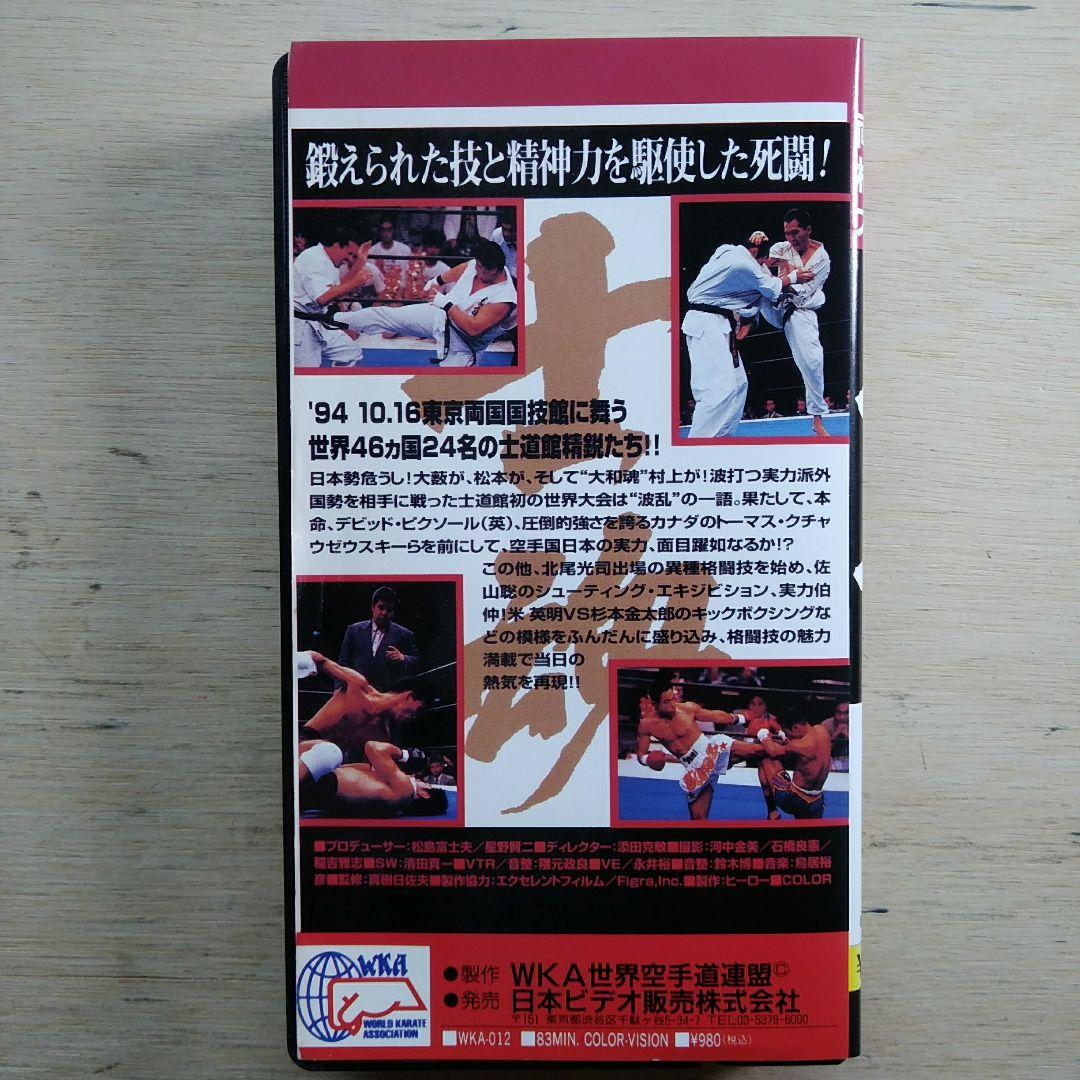 鍛えられた技と精神力を駆使した死闘!
'94 10.16東京両国国技館に舞う
世界46ヵ国24名の士道館精鋭たち!!
日本勢危うし!大薮が、松本が、そして“大和魂”村上が!波打つ実力派外
国勢を相手に戦った士道館初の世界大会は“波乱”の一語。果たして、本
命、デビッド・ピクソール(英)、圧倒的強さを誇るカナダのトーマス・クチャ
ウゼウスキーらを前にして、空手国日本の実力、面目躍如なるか!?
この他、北尾光司出場の異種格闘技を始め、佐
山聡のシューティング・エキジビション、実力伯
仲!米 英明VS杉本金太郎のキックボクシングな
どの模様をふんだんに盛り込み、格闘技の魅力
満載で当日の
熱気を再現!!
■プロデューサー:松島富士夫/星野賢二■ディレクター:添田克敏■撮影:河中金美/石橋良憲/
稲吉雅志■SW:清田真一■VTR/音整:隈元政良■VE/永井裕■音整:鈴木博■音楽:鳥居裕
彦■監修:真樹日佐夫■製作協力:エクセレントフィルム/Figra,Inc.■製作:ヒーロー■COLOR
WKA
WORLD KARATE
ASSOCIATION
●製作 WKA世界空手道連盟©
●発売 日本ビデオ販売株式会社
〒151 東京都渋谷区千駄ヶ谷5-34-7 TEL.03-5379-6000
■WKA-012 ■83MIN. COLOR-VISION ■¥980(税込)